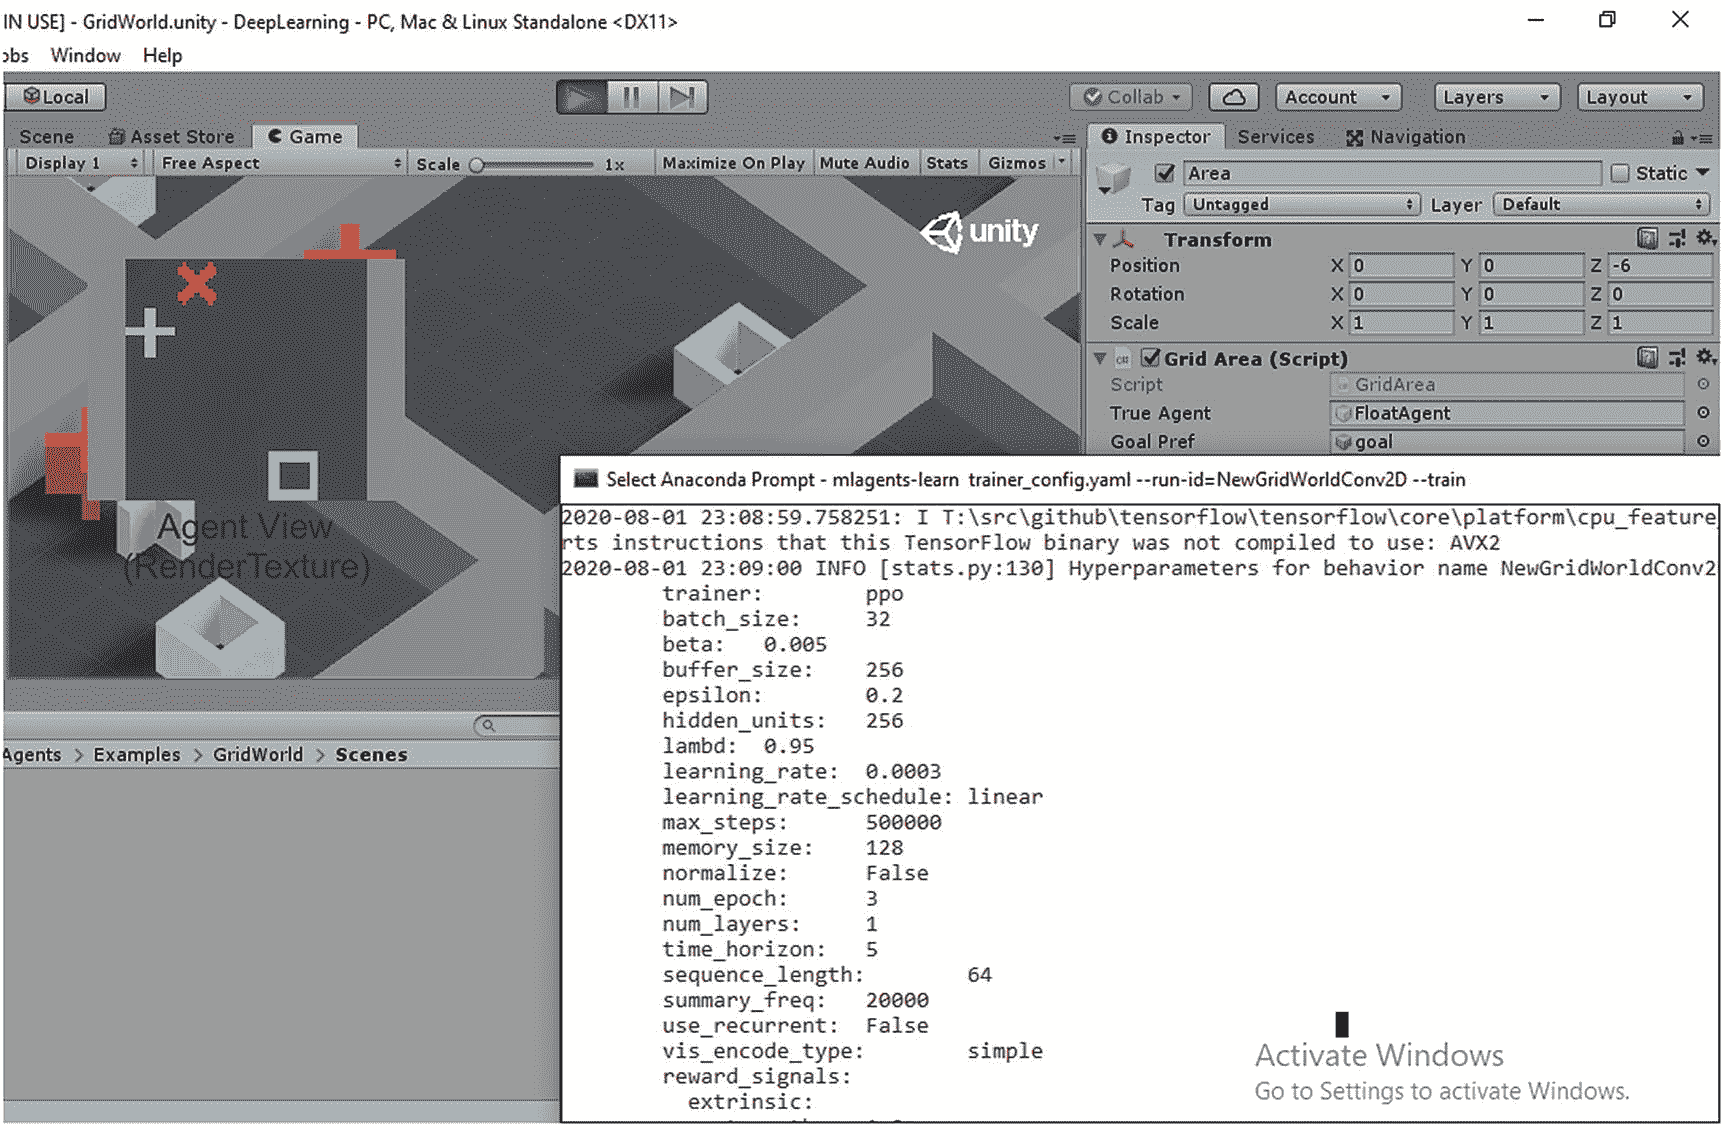 IN USE] - GridWorld.unity - DeepLearning - PC, Mac & Linux Standalone <DX11>
obs Window Help
Local
Collab Account Layers Layout
Scene Asset Store Game
Inspector Services Navigation
Display 1 Free Aspect Scale 1x Maximize On Play Mute Audio Stats Gizmos
Area Static
Tag Untagged Layer Default
unity
Transform
Position X 0 Y 0 Z -6
Rotation X 0 Y 0 Z 0
Scale X 1 Y 1 Z 1
Grid Area (Script)
Script GridArea
True Agent FloatAgent
Goal Pref goal
Agent View
(RenderTexture)
Agents > Examples > GridWorld > Scenes
Select Anaconda Prompt - mlagents-learn trainer_config.yaml --run-id=NewGridWorldConv2D --train
2020-08-01 23:08:59.758251: I T:\src\github\tensorflow\tensorflow\core\platform\cpu_feature_
rts instructions that this TensorFlow binary was not compiled to use: AVX2
2020-08-01 23:09:00 INFO [stats.py:130] Hyperparameters for behavior name NewGridWorldConv2
trainer: ppo
batch_size: 32
beta: 0.005
buffer_size: 256
epsilon: 0.2
hidden_units: 256
lambd: 0.95
learning_rate: 0.0003
learning_rate_schedule: linear
max_steps: 500000
memory_size: 128
normalize: False
num_epoch: 3
num_layers: 1
time_horizon: 5
sequence_length: 64
summary_freq: 20000
use_recurrent: False
vis_encode_type: simple
reward_signals:
extrinsic:
Activate Windows
Go to Settings to activate Windows.